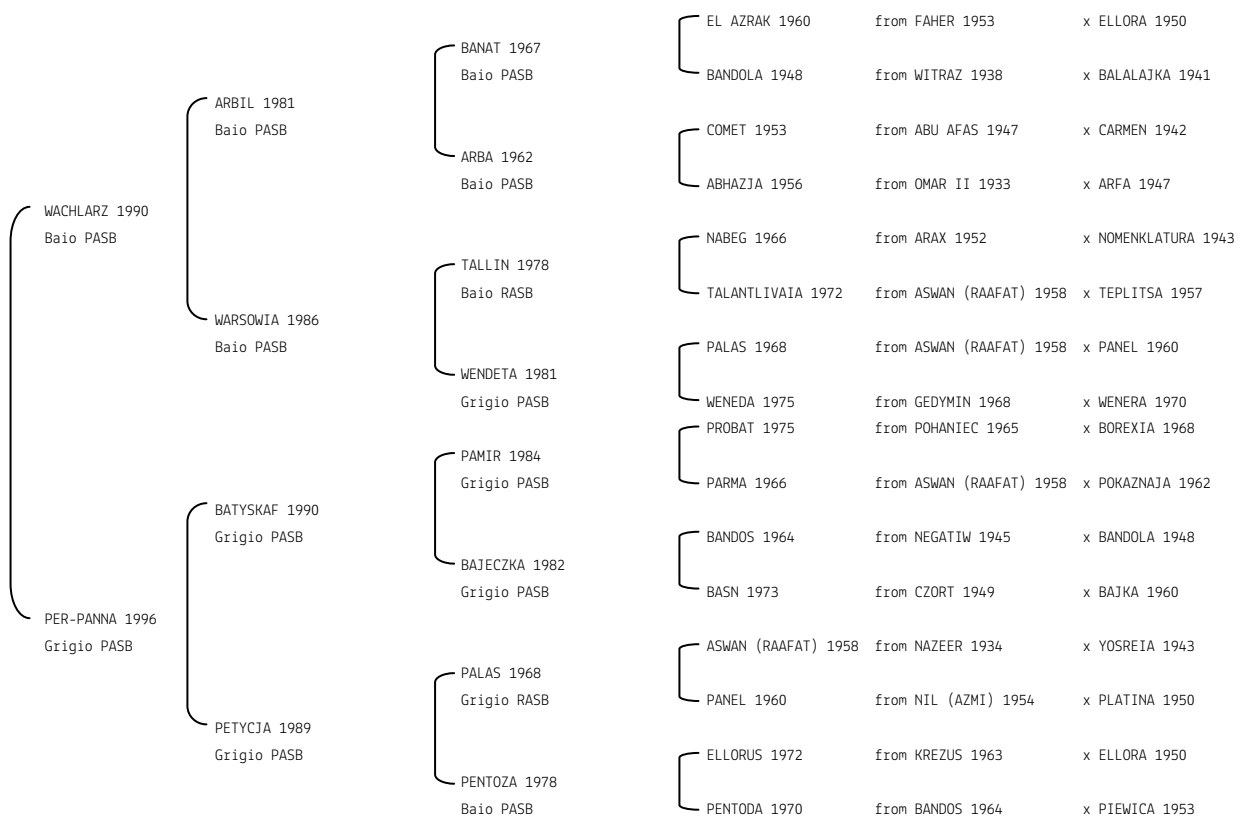 EL AZRAK 1960 from FAHER 1953 x ELLORA 1950
BANAT 1967
Baio PASB
BANDOLA 1948 from WITRAZ 1938 x BALALAJKA 1941
ARBIL 1981
Baio PASB
COMET 1953 from ABU AFAS 1947 x CARMEN 1942
ARBA 1962
Baio PASB
ABHAZJA 1956 from OMAR II 1933 x ARFA 1947
WACHLARZ 1990
Baio PASB
NABEG 1966 from ARAX 1952 x NOMENKLATURA 1943
TALLIN 1978
Baio RASB
TALANTLIVAIA 1972 from ASWAN (RAAFAT) 1958 x TEPLITSA 1957
WARSOWIA 1986
Baio PASB
PALAS 1968 from ASWAN (RAAFAT) 1958 x PANEL 1960
WENDETA 1981
Grigio PASB
WENEDA 1975 from GEDYMIN 1968 x WENERA 1970
PROBAT 1975 from POHANIEC 1965 x BOREXIA 1968
PAMIR 1984
Grigio PASB
PARMA 1966 from ASWAN (RAAFAT) 1958 x POKAZNAJA 1962
BATYSKAF 1990
Grigio PASB
BANDOS 1964 from NEGATIW 1945 x BANDOLA 1948
BAJECZKA 1982
Grigio PASB
BASN 1973 from CZORT 1949 x BAJKA 1960
PER-PANNA 1996
Grigio PASB
ASWAN (RAAFAT) 1958 from NAZEER 1934 x YOSREIA 1943
PALAS 1968
Grigio RASB
PANEL 1960 from NIL (AZMI) 1954 x PLATINA 1950
PETYCJA 1989
Grigio PASB
ELLORUS 1972 from KREZUS 1963 x ELLORA 1950
PENTOZA 1978
Baio PASB
PENTODA 1970 from BANDOS 1964 x PIEWICA 1953